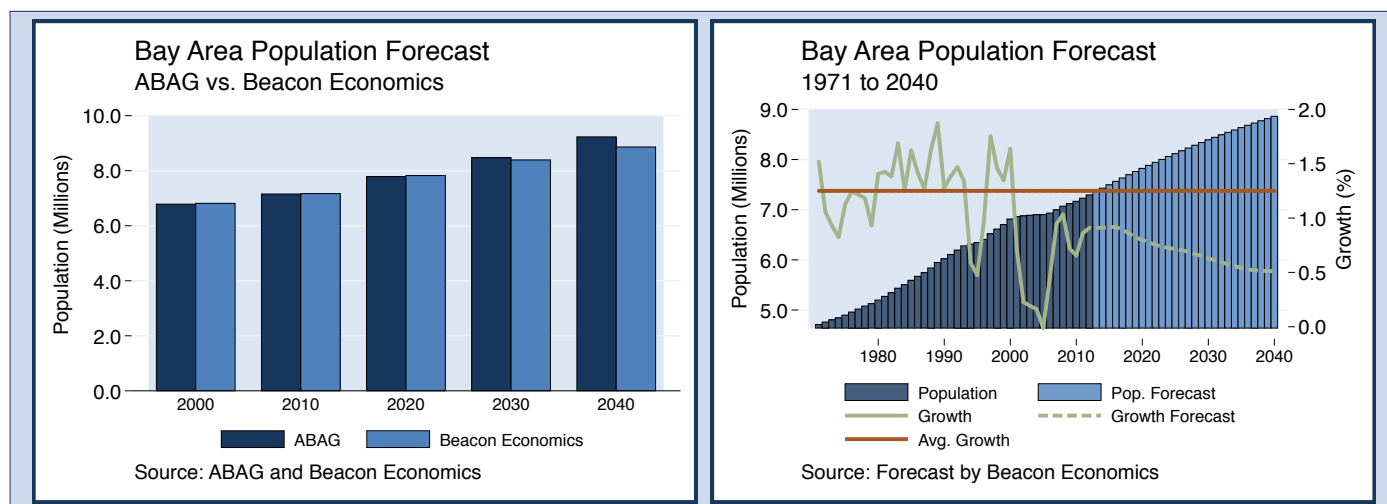 Bay Area Population Forecast
ABAG vs. Beacon Economics
Population (Millions)
10.0
8.0
6.0
4.0
2.0
0.0
2000 2010 2020 2030 2040
ABAG Beacon Economics
Source: ABAG and Beacon Economics
Bay Area Population Forecast
1971 to 2040
Population (Millions)
9.0
8.0
7.0
6.0
5.0
2.0
1.5
1.0
0.5
0.0
Growth (%)
1980 1990 2000 2010 2020 2030 2040
Population Pop. Forecast
Growth Growth Forecast
Avg. Growth
Source: Forecast by Beacon Economics